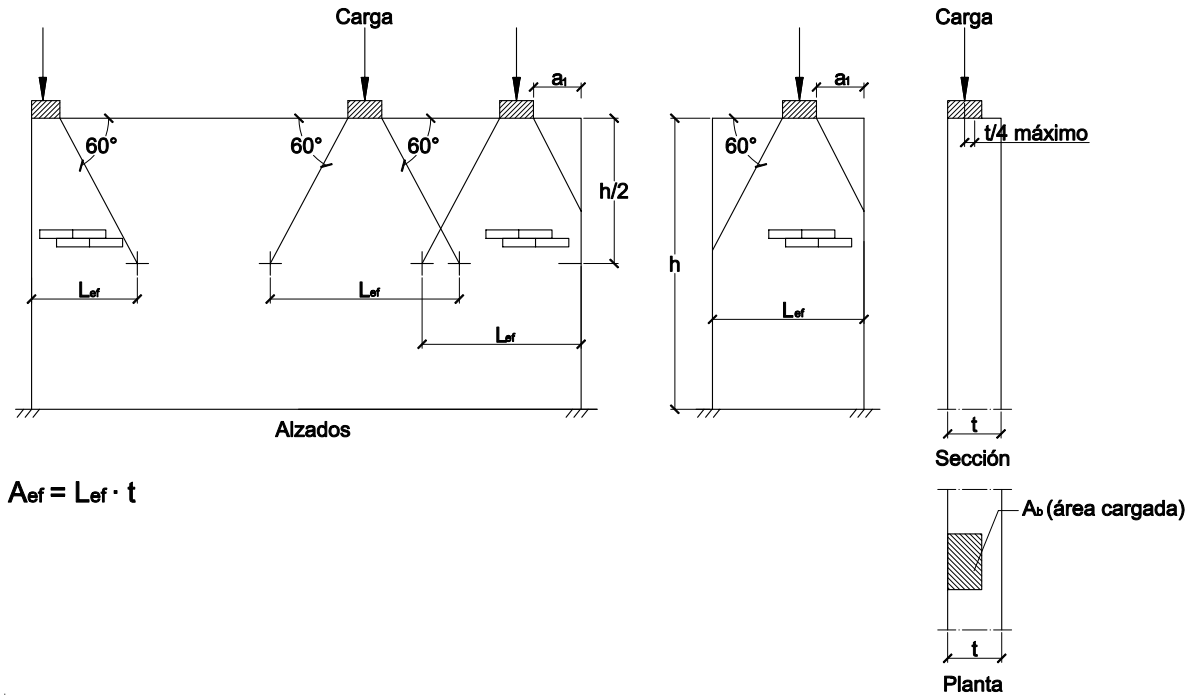 Carga
Carga
a₁
a₁
60°
60°
60°
60°
t/4 máximo
h/2
h
Lef
Lef
Lef
Lef
t
Alzados
Sección
Aef = Lef · t
Ab (área cargada)
t
Planta